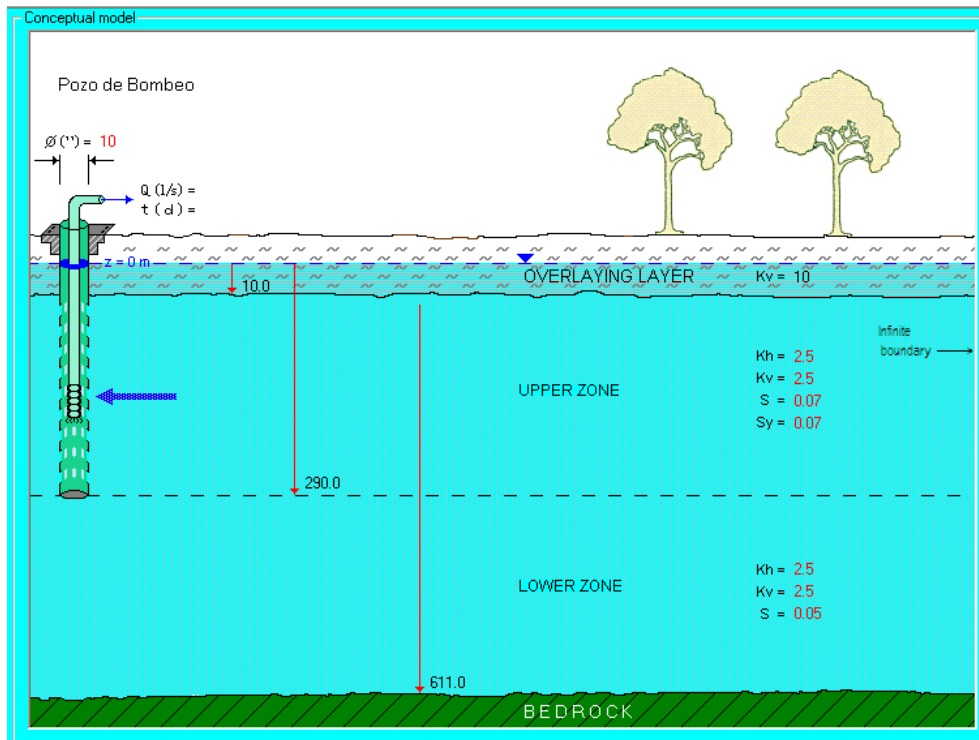 Conceptual model
Pozo de Bombeo
Ø ('') = 10
Q (l/s) =
t (d) =
z = 0 m
OVERLAYING LAYER
Kv = 10
10.0
Infinite
boundary
Kh = 2.5
Kv = 2.5
S = 0.07
Sy = 0.07
UPPER ZONE
290.0
LOWER ZONE
Kh = 2.5
Kv = 2.5
S = 0.05
611.0
BEDROCK